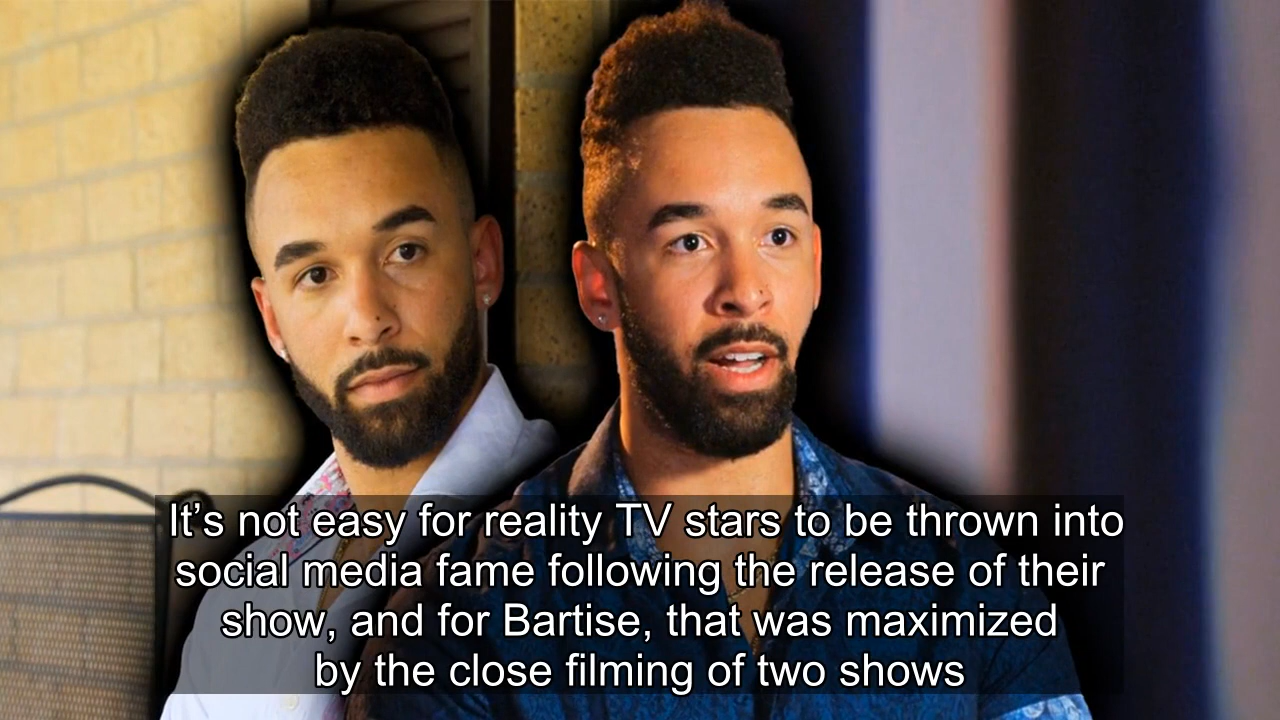 It’s not easy for reality TV stars to be thrown into
social media fame following the release of their
show, and for Bartise, that was maximized
by the close filming of two shows